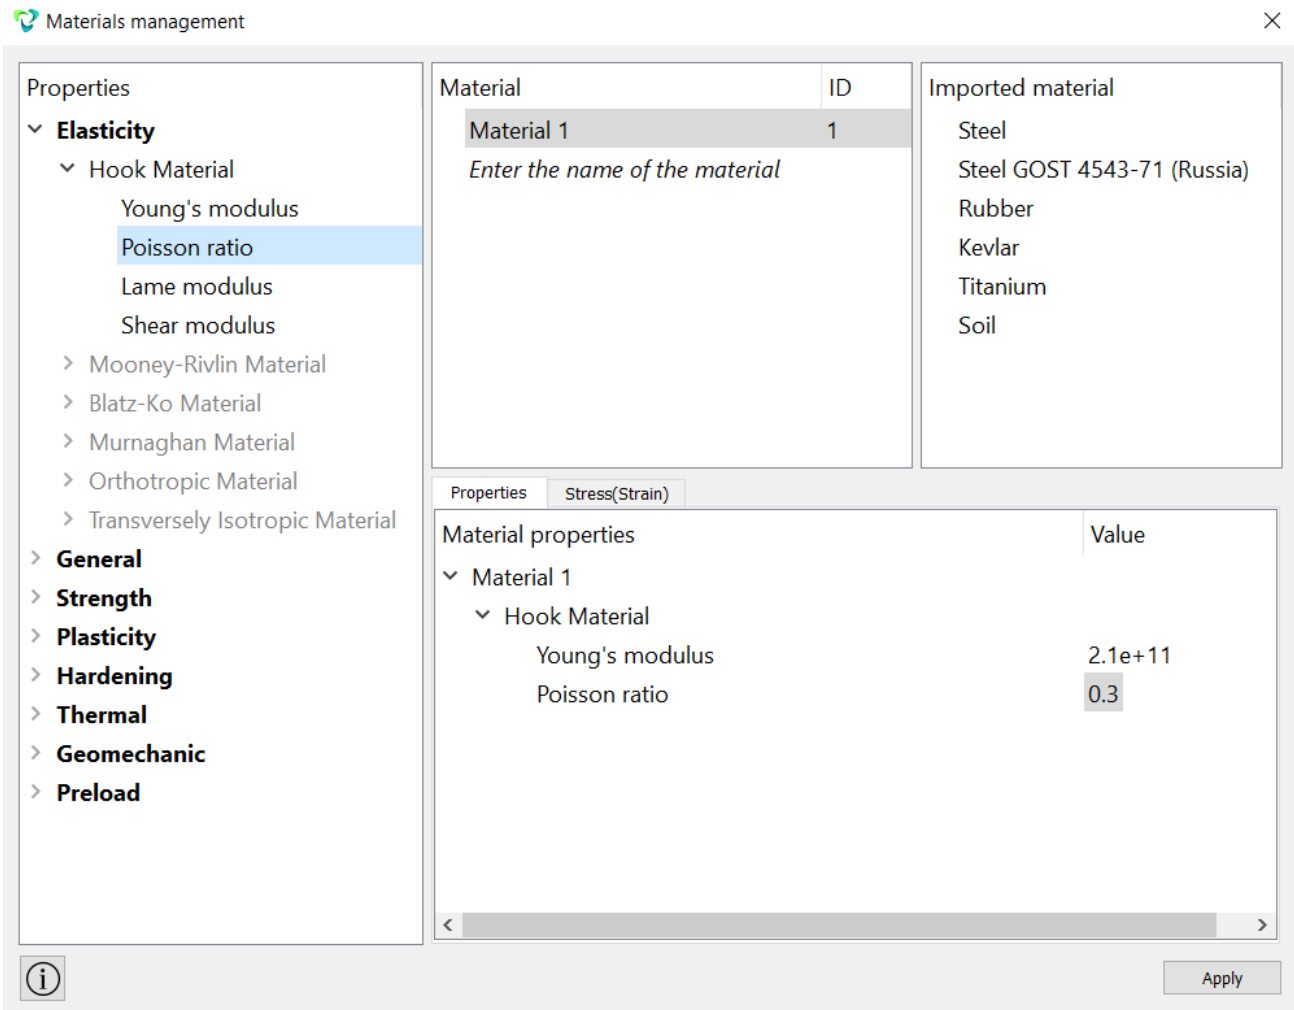 Materials management
Properties
Elasticity
Hook Material
Young's modulus
Poisson ratio
Lame modulus
Shear modulus
Mooney-Rivlin Material
Blatz-Ko Material
Murnaghan Material
Orthotropic Material
Transversely Isotropic Material
General
Strength
Plasticity
Hardening
Thermal
Geomechanic
Preload
Material ID
Material 1 1
Enter the name of the material
Imported material
Steel
Steel GOST 4543-71 (Russia)
Rubber
Kevlar
Titanium
Soil
Properties Stress(Strain)
Material properties Value
Material 1
Hook Material
Young's modulus 2.1e+11
Poisson ratio 0.3
Apply